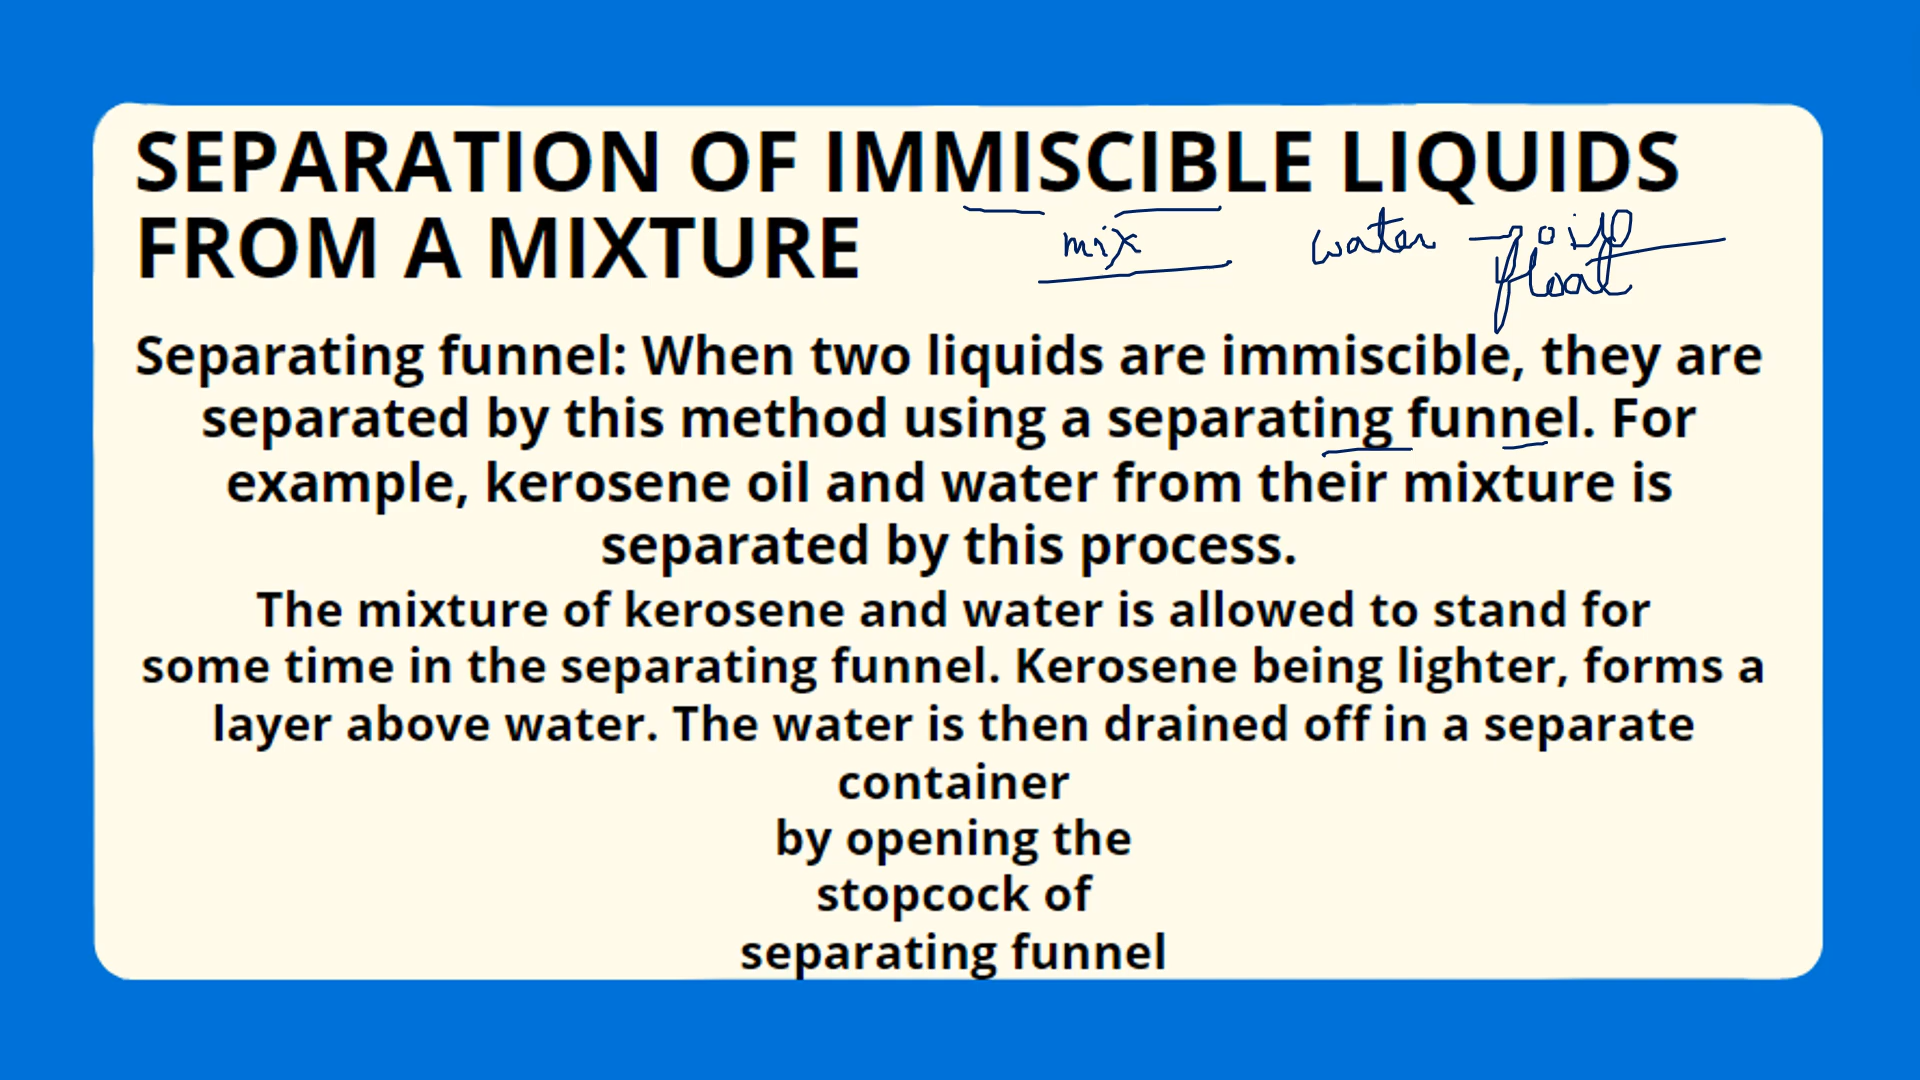 SEPARATION OF IMMISCIBLE LIQUIDS
FROM A MIXTURE
mix water oil
float
Separating funnel: When two liquids are immiscible, they are
separated by this method using a separating funnel. For
example, kerosene oil and water from their mixture is
separated by this process.
The mixture of kerosene and water is allowed to stand for
some time in the separating funnel. Kerosene being lighter, forms a
layer above water. The water is then drained off in a separate
container
by opening the
stopcock of
separating funnel